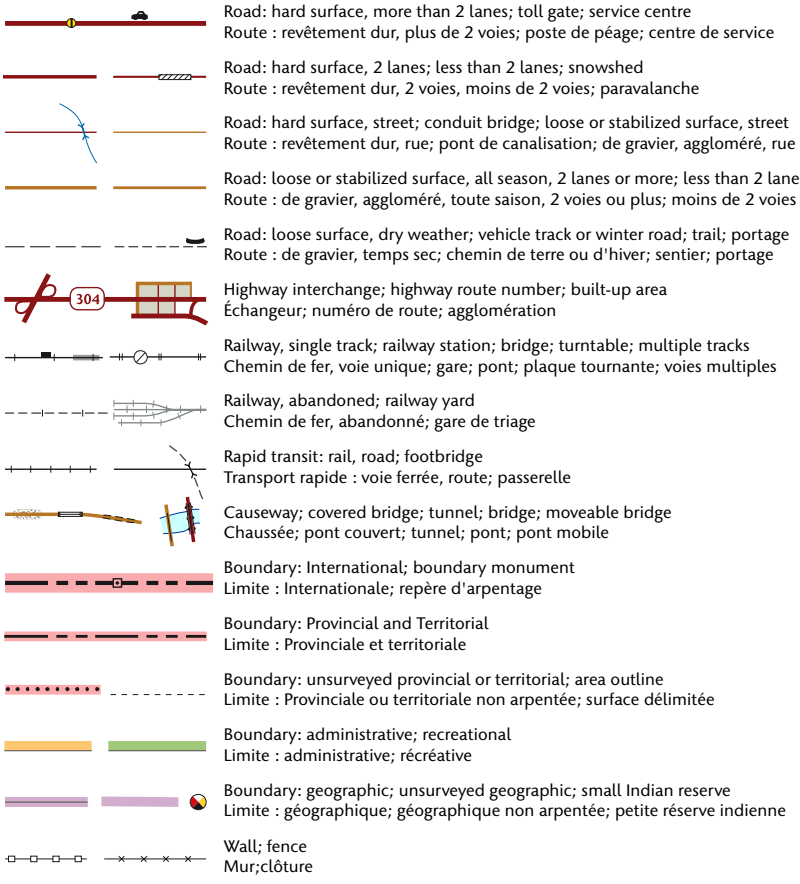 Road: hard surface, more than 2 lanes; toll gate; service centre
Route : revêtement dur, plus de 2 voies; poste de péage; centre de service
Road: hard surface, 2 lanes; less than 2 lanes; snowshed
Route : revêtement dur, 2 voies, moins de 2 voies; paravalanche
Road: hard surface, street; conduit bridge; loose or stabilized surface, street
Route : revêtement dur, rue; pont de canalisation; de gravier, aggloméré, rue
Road: loose or stabilized surface, all season, 2 lanes or more; less than 2 lane
Route : de gravier, aggloméré, toute saison, 2 voies ou plus; moins de 2 voies
Road: loose surface, dry weather; vehicle track or winter road; trail; portage
Route : de gravier, temps sec; chemin de terre ou d'hiver; sentier; portage
304
Highway interchange; highway route number; built-up area
Échangeur; numéro de route; agglomération
Railway, single track; railway station; bridge; turntable; multiple tracks
Chemin de fer, voie unique; gare; pont; plaque tournante; voies multiples
Railway, abandoned; railway yard
Chemin de fer, abandonné; gare de triage
Rapid transit: rail, road; footbridge
Transport rapide : voie ferrée, route; passerelle
Causeway; covered bridge; tunnel; bridge; moveable bridge
Chaussée; pont couvert; tunnel; pont; pont mobile
Boundary: International; boundary monument
Limite : Internationale; repère d'arpentage
Boundary: Provincial and Territorial
Limite : Provinciale et territoriale
Boundary: unsurveyed provincial or territorial; area outline
Limite : Provinciale ou territoriale non arpentée; surface délimitée
Boundary: administrative; recreational
Limite : administrative; récréative
Boundary: geographic; unsurveyed geographic; small Indian reserve
Limite : géographique; géographique non arpentée; petite réserve indienne
Wall; fence
Mur;clôture